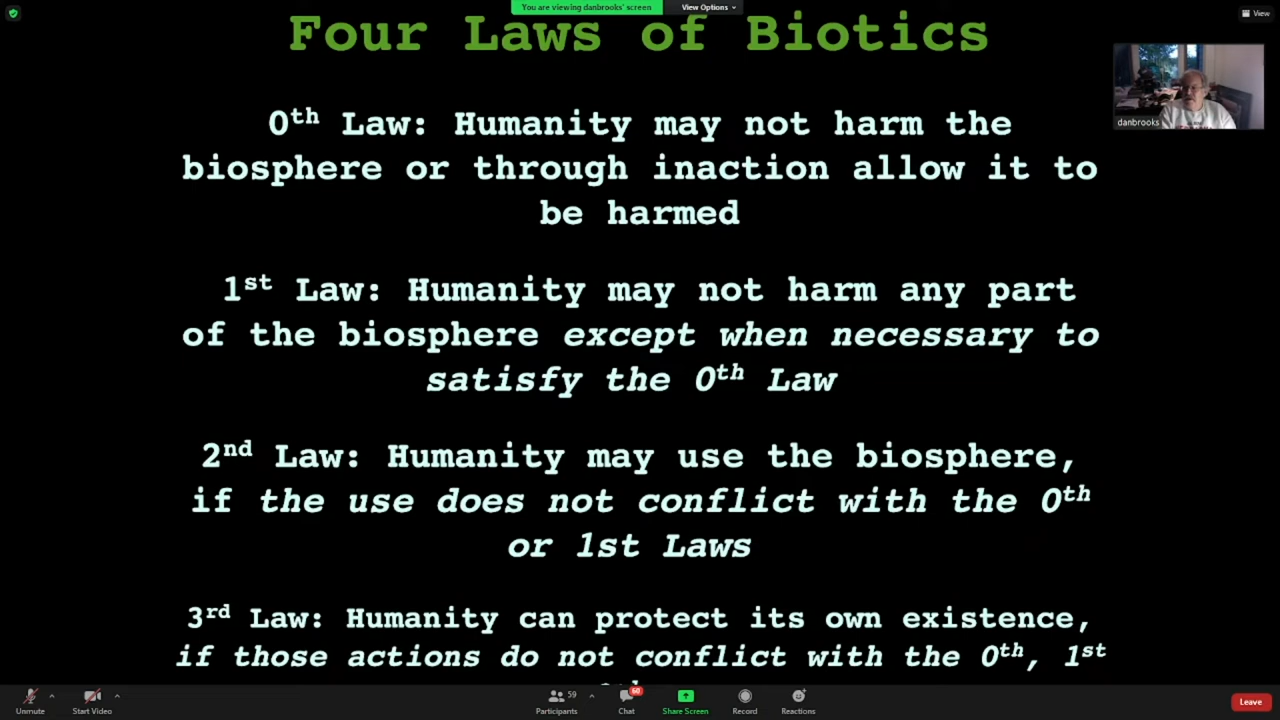 You are viewing danbrooks' screen
View Options
View
Four Laws of Biotics
danbrooks
0th Law: Humanity may not harm the
biosphere or through inaction allow it to
be harmed
1st Law: Humanity may not harm any part
of the biosphere except when necessary to
satisfy the 0th Law
2nd Law: Humanity may use the biosphere,
if the use does not conflict with the 0th
or 1st Laws
3rd Law: Humanity can protect its own existence,
if those actions do not conflict with the 0th, 1st
Unmute
Start Video
59
Participants
60
Chat
Share Screen
Record
Reactions
Leave